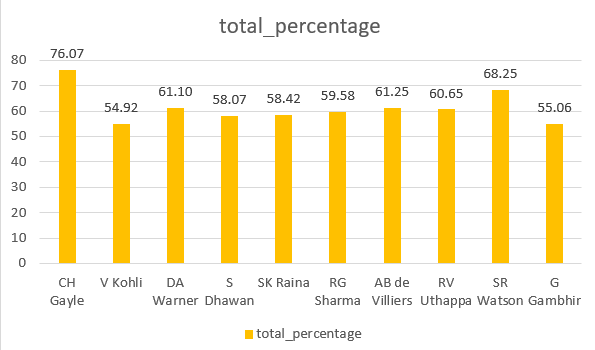 total_percentage
80
70
60
50
40
30
20
10
0
76.07
54.92
61.10
58.07
58.42
59.58
61.25
60.65
68.25
55.06
CH
Gayle
V Kohli
DA
Warner
S
Dhawan
SK Raina
RG
Sharma
AB de
Villiers
RV
Uthappa
SR
Watson
G
Gambhir
total_percentage